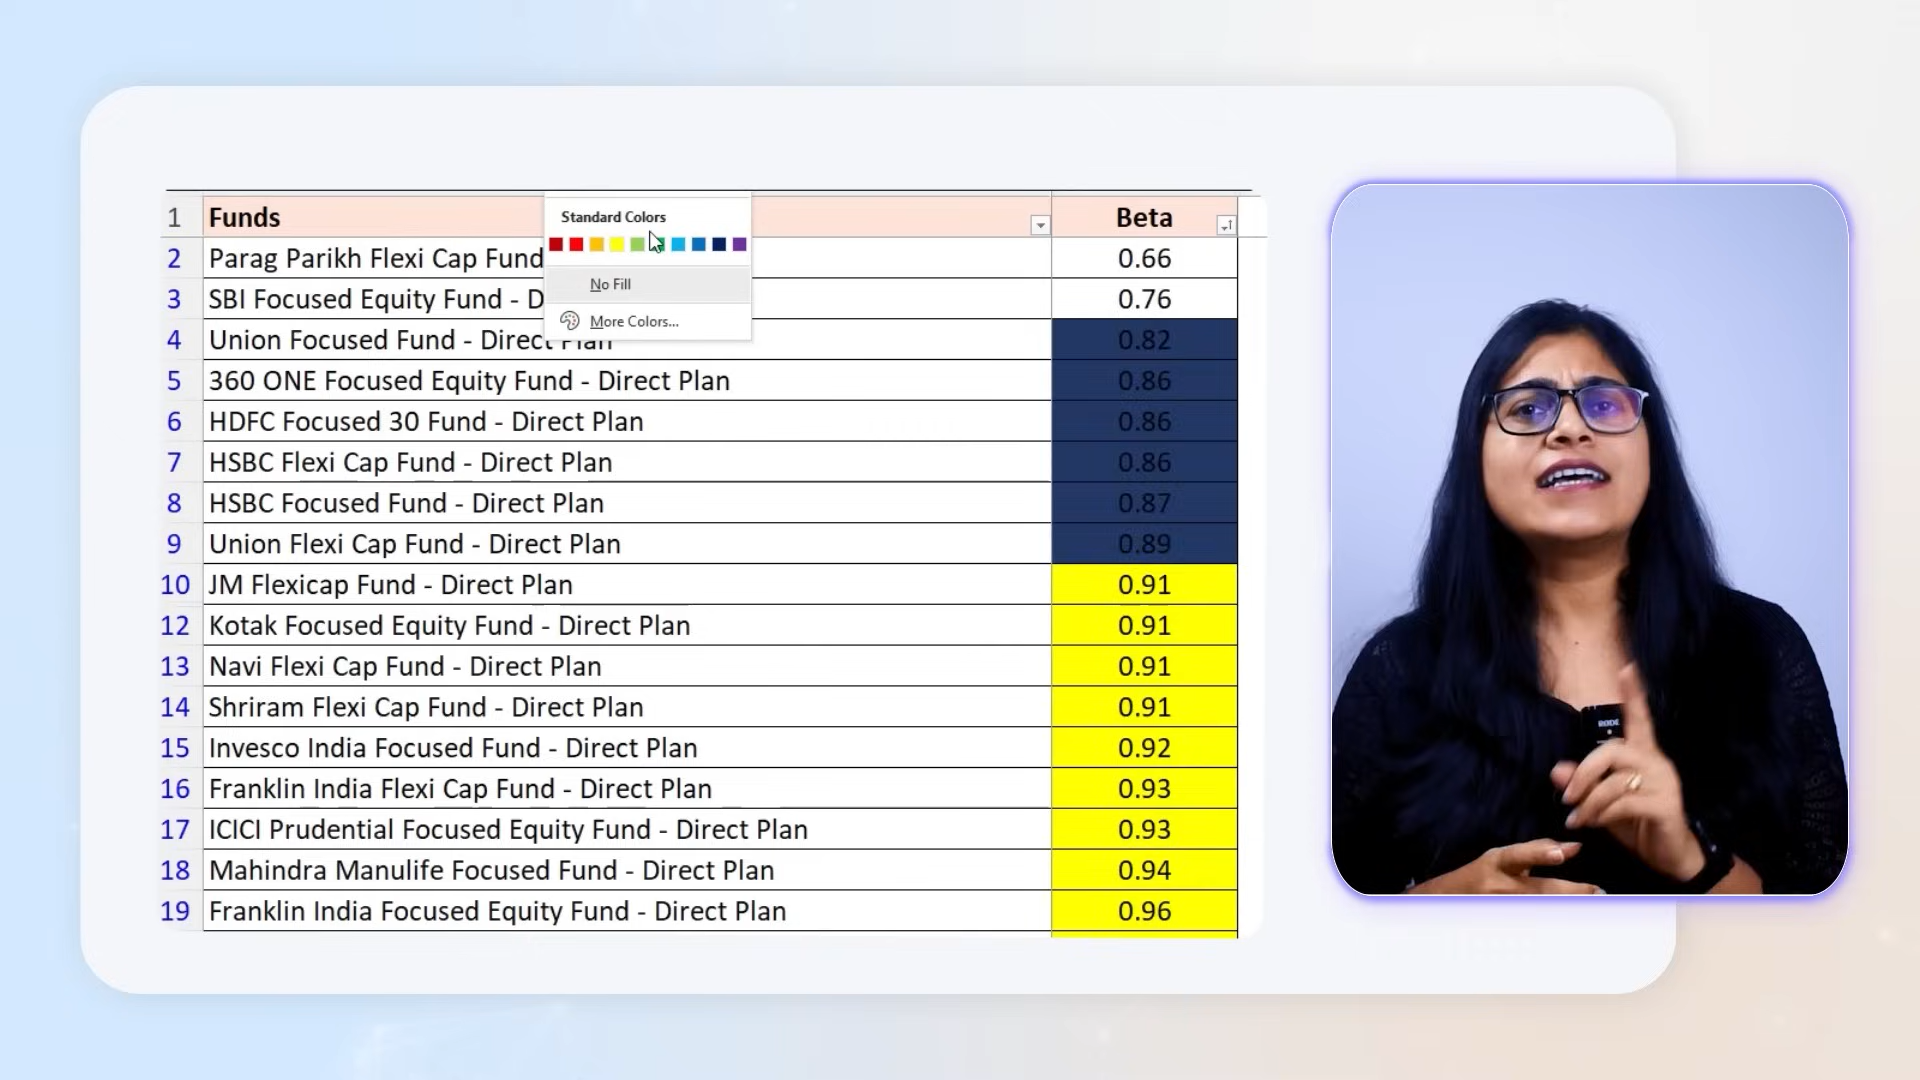 Standard Colors
No Fill
More Colors...
1 Funds Beta
2 Parag Parikh Flexi Cap Fund 0.66
3 SBI Focused Equity Fund - D 0.76
4 Union Focused Fund - Direct Plan 0.82
5 360 ONE Focused Equity Fund - Direct Plan 0.86
6 HDFC Focused 30 Fund - Direct Plan 0.86
7 HSBC Flexi Cap Fund - Direct Plan 0.86
8 HSBC Focused Fund - Direct Plan 0.87
9 Union Flexi Cap Fund - Direct Plan 0.89
10 JM Flexicap Fund - Direct Plan 0.91
12 Kotak Focused Equity Fund - Direct Plan 0.91
13 Navi Flexi Cap Fund - Direct Plan 0.91
14 Shriram Flexi Cap Fund - Direct Plan 0.91
15 Invesco India Focused Fund - Direct Plan 0.92
16 Franklin India Flexi Cap Fund - Direct Plan 0.93
17 ICICI Prudential Focused Equity Fund - Direct Plan 0.93
18 Mahindra Manulife Focused Fund - Direct Plan 0.94
19 Franklin India Focused Equity Fund - Direct Plan 0.96
RØDE